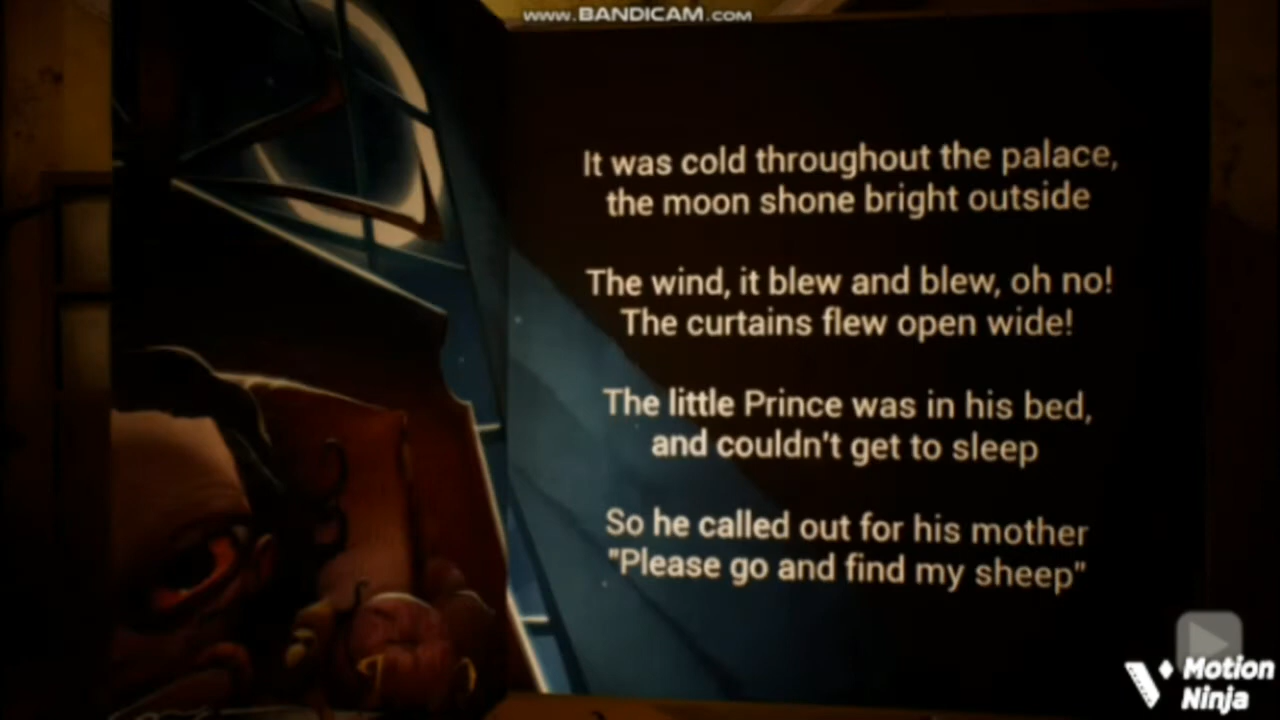 www.BANDICAM.com
It was cold throughout the palace,
the moon shone bright outside
The wind, it blew and blew, oh no!
The curtains flew open wide!
The little Prince was in his bed,
and couldn't get to sleep
So he called out for his mother
"Please go and find my sheep"
Motion
Ninja